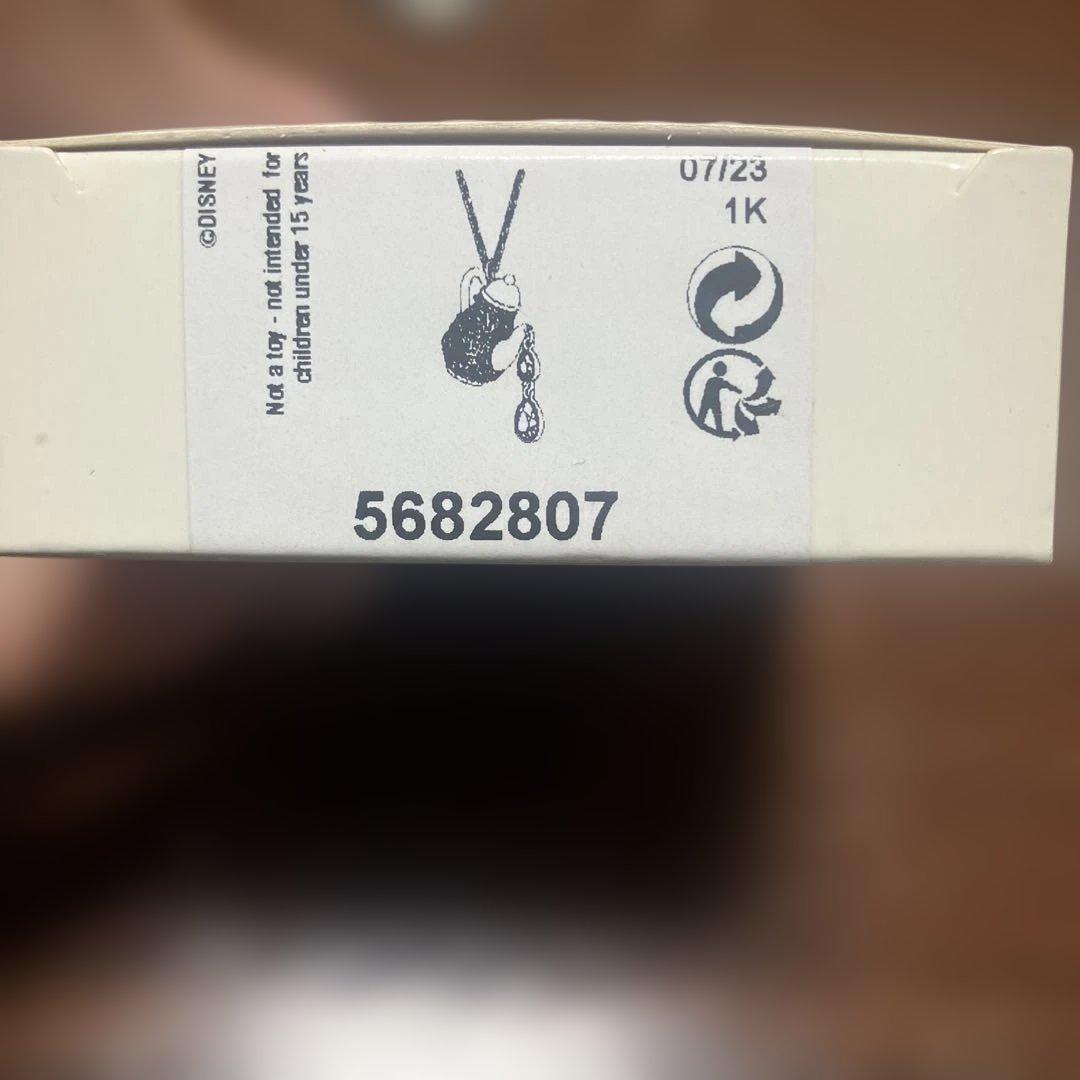 ©DISNEY
Not a toy - not intended for
children under 15 years
07/23
1K
5682807